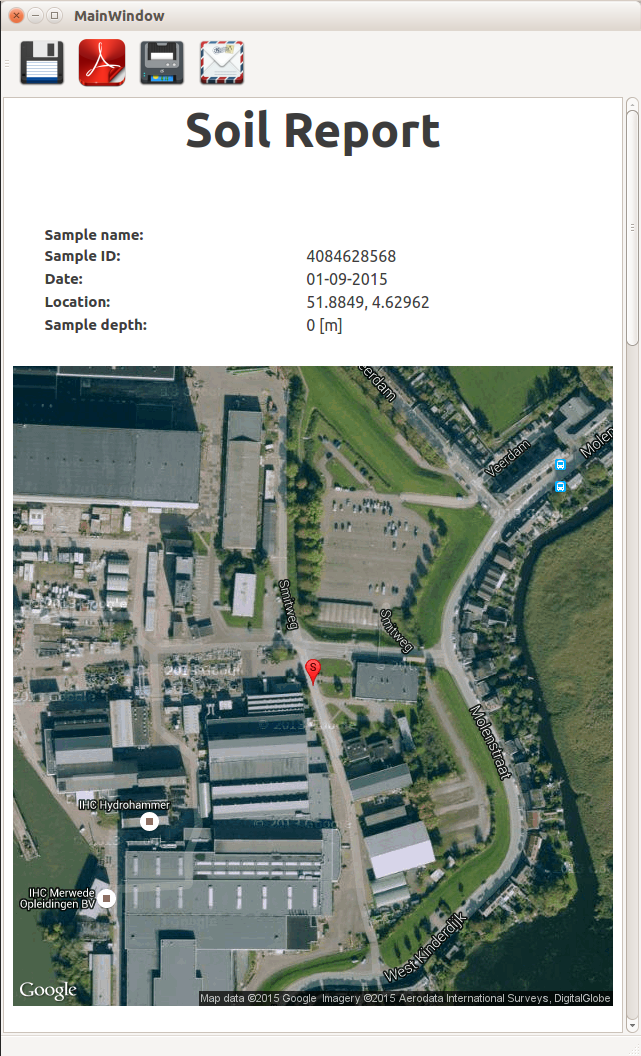 MainWindow
Soil Report
Sample name:
Sample ID: 4084628568
Date: 01-09-2015
Location: 51.8849, 4.62962
Sample depth: 0 [m]
Veerdam
Veerdam
Molen
Smitweg
Smitweg
S
Molenstraat
IHC Hydrohammer
IHC Merwede
Opleidingen BV
West Kinderdijk
Google
Map data ©2015 Google Imagery ©2015 Aerodata International Surveys, DigitalGlobe